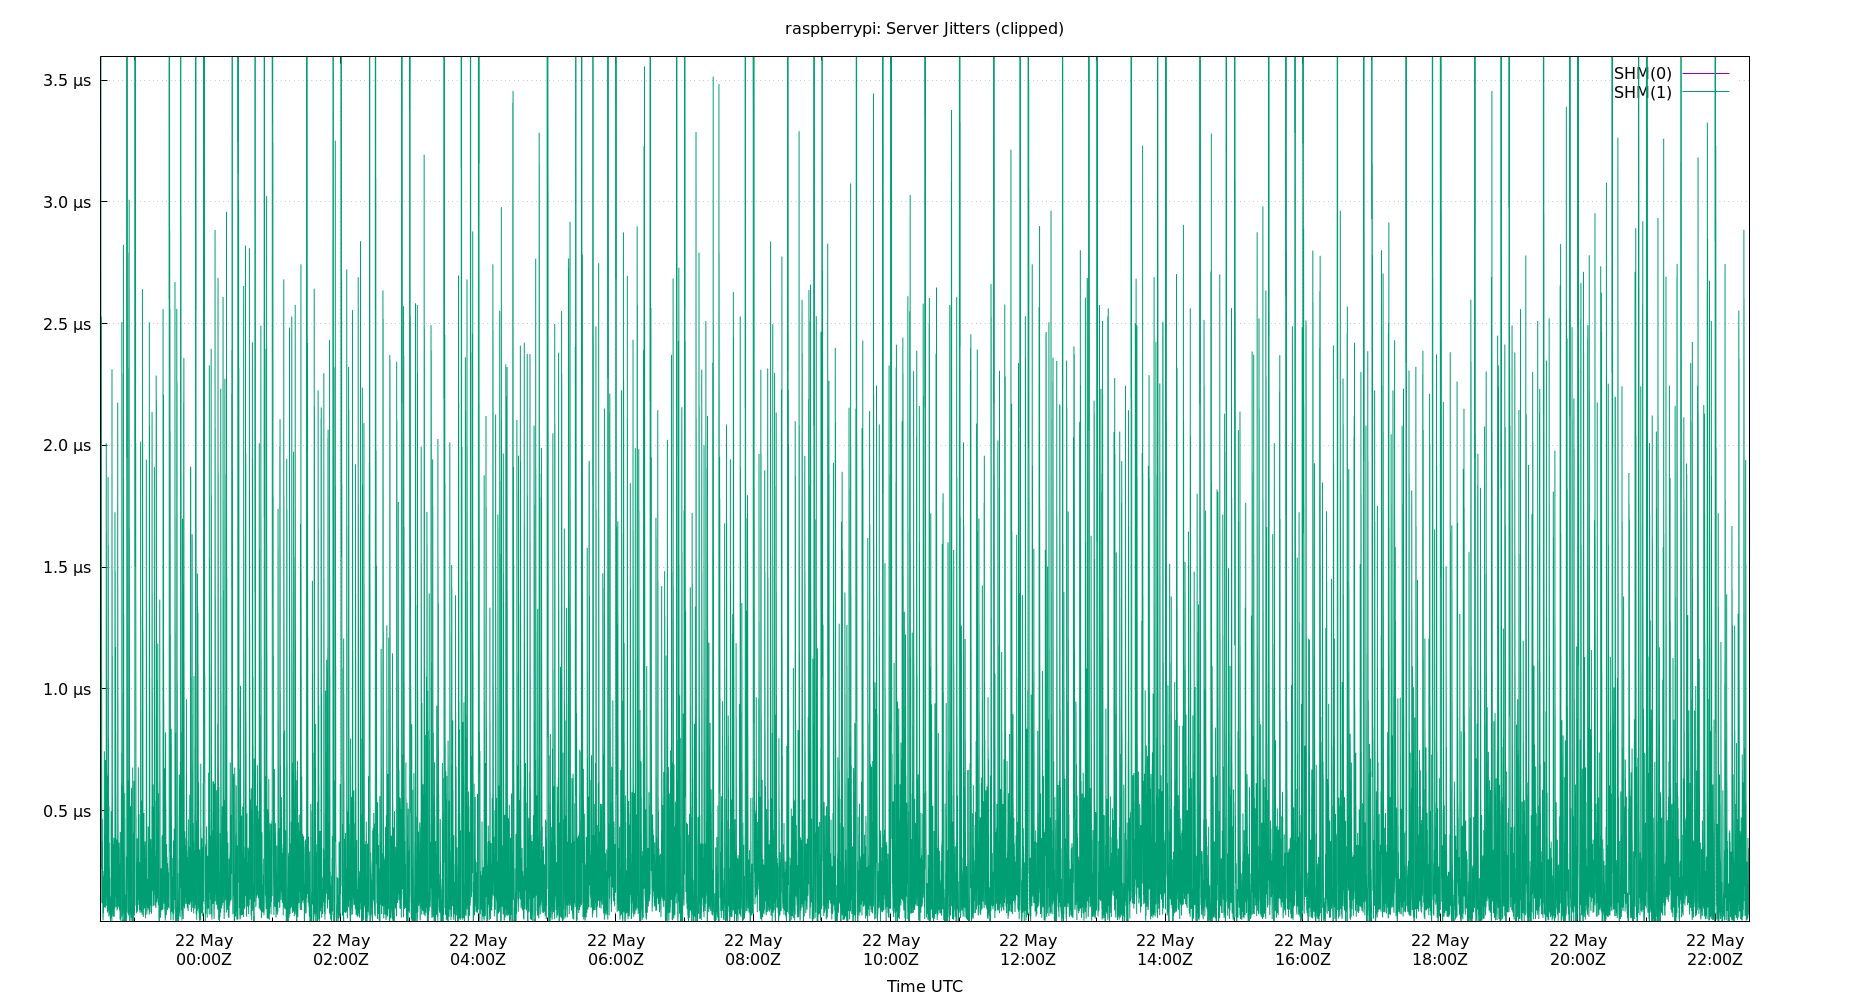 raspberrypi: Server Jitters (clipped)
3.5 µs
3.0 µs
2.5 µs
2.0 µs
1.5 µs
1.0 µs
0.5 µs
SHM(0)
SHM(1)
22 May 22 May 22 May 22 May 22 May 22 May 22 May 22 May 22 May 22 May 22 May 22 May
00:00Z 02:00Z 04:00Z 06:00Z 08:00Z 10:00Z 12:00Z 14:00Z 16:00Z 18:00Z 20:00Z 22:00Z
Time UTC